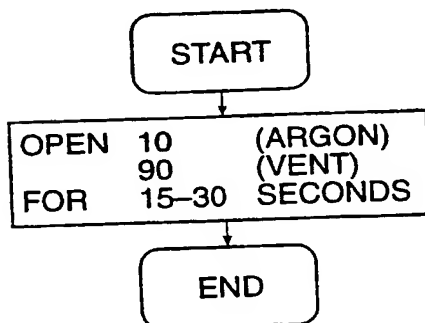 START
OPEN 10 (ARGON)
90 (VENT)
FOR 15–30 SECONDS
END